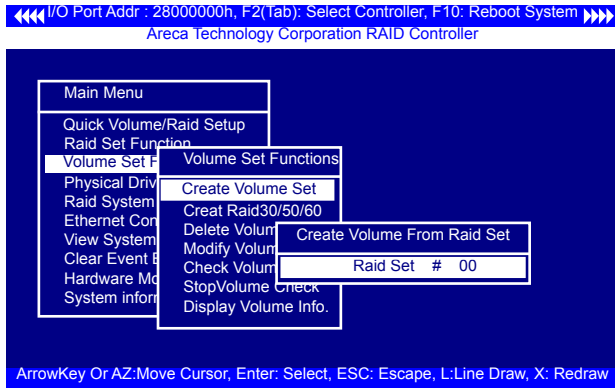 I/O Port Addr : 28000000h, F2(Tab): Select Controller, F10: Reboot System
Areca Technology Corporation RAID Controller
Main Menu
Quick Volume/Raid Setup
Raid Set Function
Volume Set F
Physical Driv
Raid System
Ethernet Con
View System
Clear Event B
Hardware Mo
System inform
Volume Set Functions
Create Volume Set
Creat Raid30/50/60
Delete Volum
Modify Volum
Check Volum
StopVolume Check
Display Volume Info.
Create Volume From Raid Set
Raid Set # 00
ArrowKey Or AZ:Move Cursor, Enter: Select, ESC: Escape, L:Line Draw, X: Redraw